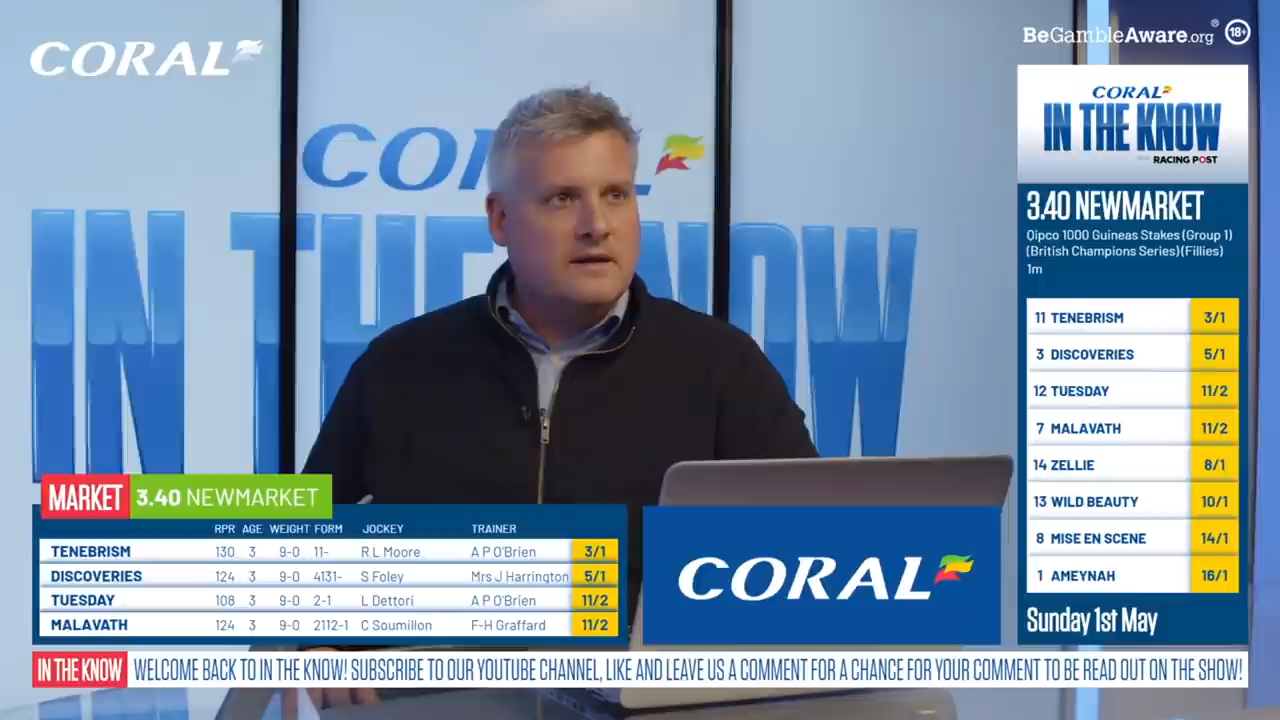 CORAL
BeGambleAware.org® 18+
CORAL
IN THE KNOW
CORAL
IN THE KNOW
RACING POST
3.40 NEWMARKET
Qipco 1000 Guineas Stakes (Group 1)
(British Champions Series) (Fillies)
1m
11 TENEBRISM 3/1
3 DISCOVERIES 5/1
12 TUESDAY 11/2
7 MALAVATH 11/2
14 ZELLIE 8/1
13 WILD BEAUTY 10/1
8 MISE EN SCENE 14/1
1 AMEYNAH 16/1
Sunday 1st May
MARKET 3.40 NEWMARKET
RPR AGE WEIGHT FORM JOCKEY TRAINER
TENEBRISM 130 3 9-0 11- R L Moore A P O'Brien 3/1
DISCOVERIES 124 3 9-0 4131- S Foley Mrs J Harrington 5/1
TUESDAY 108 3 9-0 2-1 L Dettori A P O'Brien 11/2
MALAVATH 124 3 9-0 2112-1 C Soumillon F-H Graffard 11/2
CORAL
IN THE KNOW WELCOME BACK TO IN THE KNOW! SUBSCRIBE TO OUR YOUTUBE CHANNEL, LIKE AND LEAVE US A COMMENT FOR A CHANCE FOR YOUR COMMENT TO BE READ OUT ON THE SHOW!